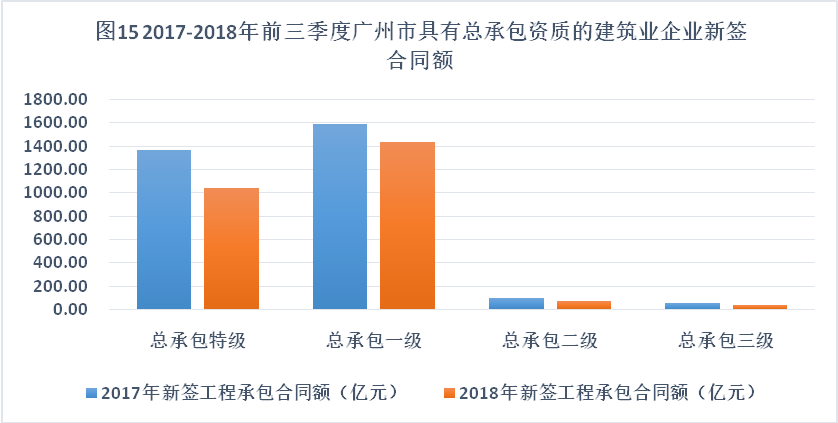 图15 2017-2018年前三季度广州市具有总承包资质的建筑业企业新签
合同额
1800.00
1600.00
1400.00
1200.00
1000.00
800.00
600.00
400.00
200.00
0.00
总承包特级 总承包一级 总承包二级 总承包三级
2017年新签工程承包合同额（亿元） 2018年新签工程承包合同额（亿元）